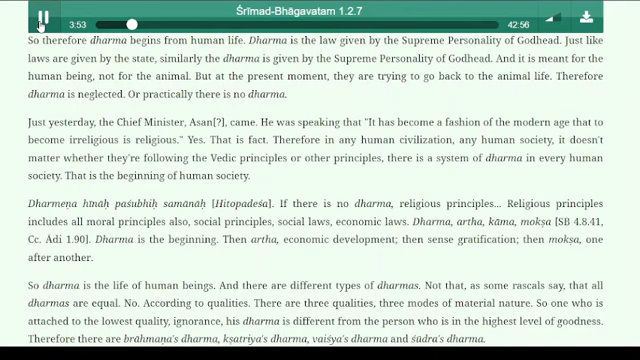 Śrīmad-Bhāgavatam 1.2.7
3:53
42:56
So therefore dharma begins from human life. Dharma is the law given by the Supreme Personality of Godhead. Just like
laws are given by the state, similarly the dharma is given by the Supreme Personality of Godhead. And it is meant for the
human being, not for the animal. But at the present moment, they are trying to go back to the animal life. Therefore
dharma is neglected. Or practically there is no dharma.
Just yesterday, the Chief Minister, Asan[?], came. He was speaking that "It has become a fashion of the modern age that to
become irreligious is religious." Yes. That is fact. Therefore in any human civilization, any human society, it doesn't
matter whether they're following the Vedic principles or other principles, there is a system of dharma in every human
society. That is the beginning of human society.
Dharmeṇa hīnāḥ paśubhiḥ samānāḥ [Hitopadeśa]. If there is no dharma, religious principles... Religious principles
includes all moral principles also, social principles, social laws, economic laws. Dharma, artha, kāma, mokṣa [SB 4.8.41,
Cc. Adi 1.90]. Dharma is the beginning. Then artha, economic development; then sense gratification; then mokṣa, one
after another.
So dharma is the life of human beings. And there are different types of dharmas. Not that, as some rascals say, that all
dharmas are equal. No. According to qualities. There are three qualities, three modes of material nature. So one who is
attached to the lowest quality, ignorance, his dharma is different from the person who is in the highest level of goodness.
Therefore there are brāhmaṇa's dharma, kṣatriya's dharma, vaiśya's dharma and śūdra's dharma.